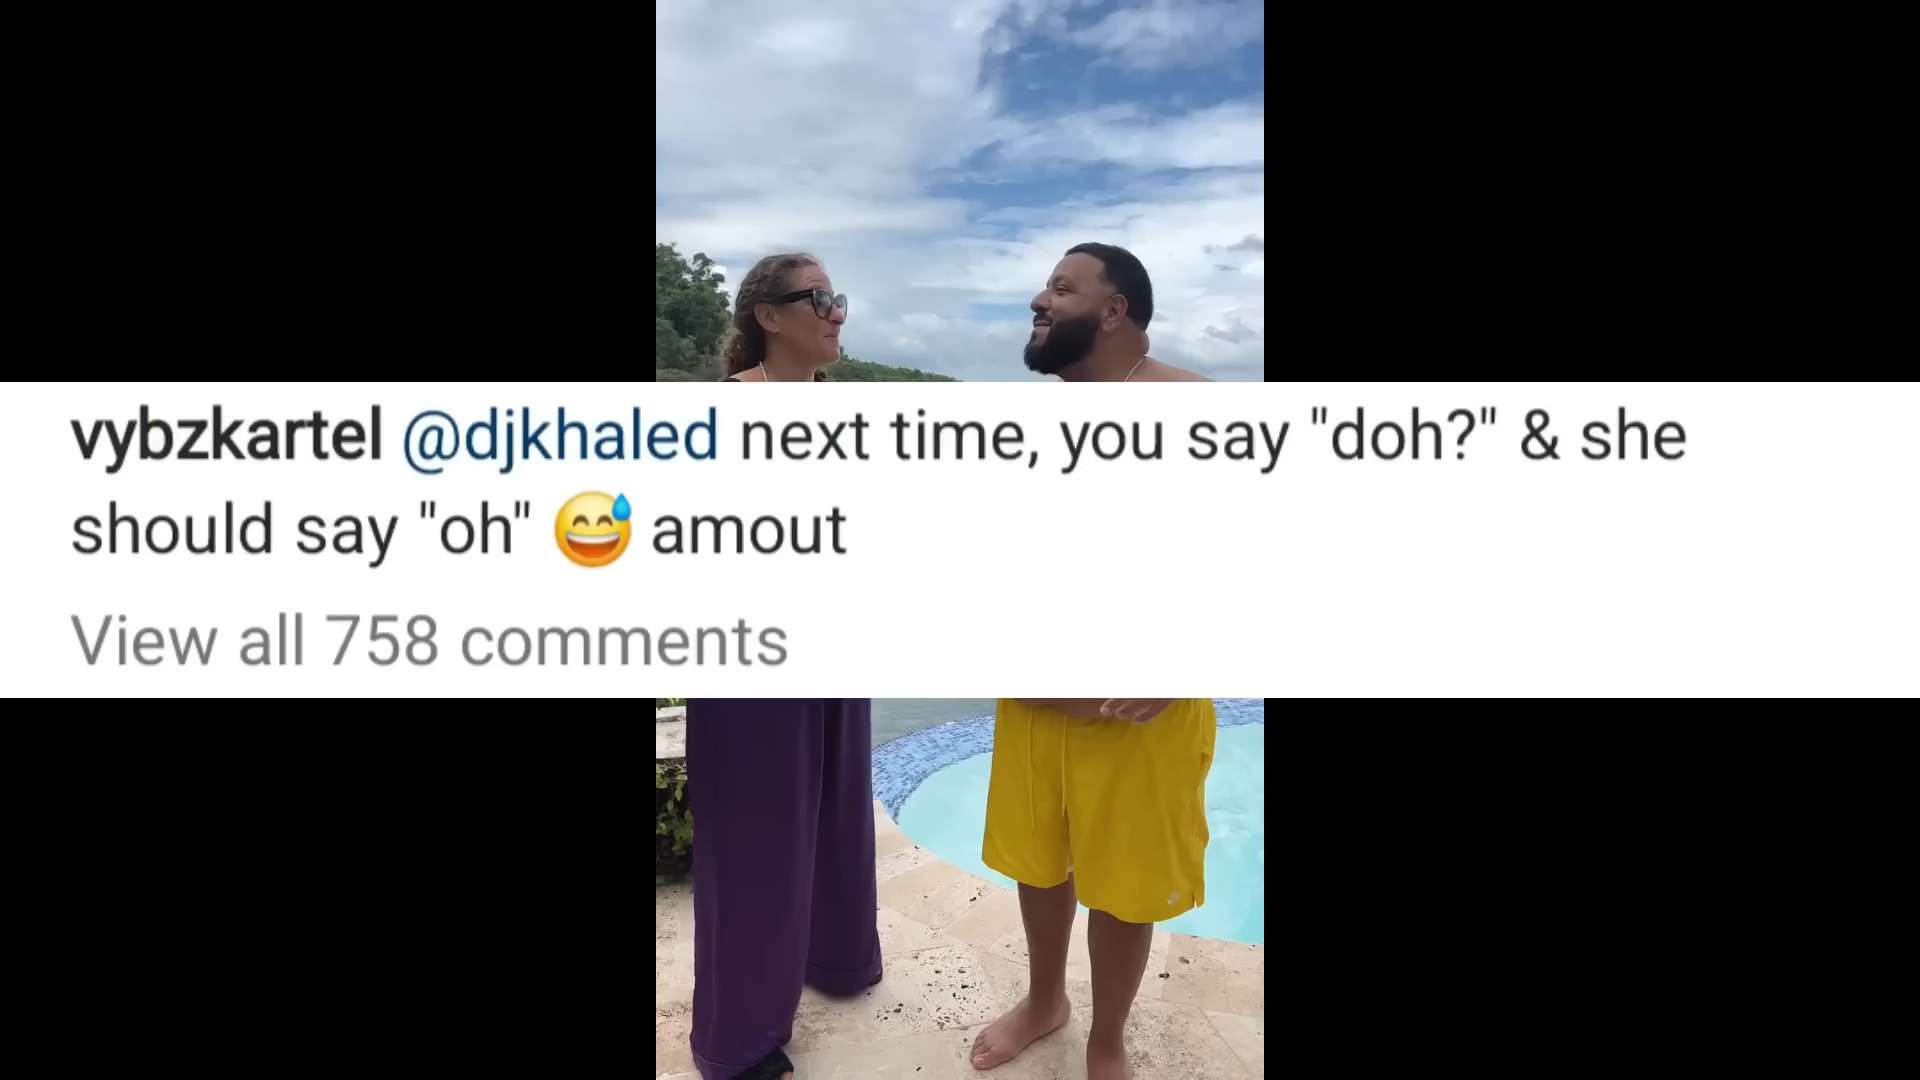 vybzkartel @djkhaled next time, you say "doh?" & she
should say "oh" 😅 amout
View all 758 comments